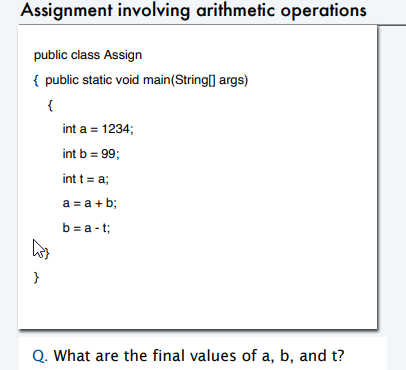 Assignment involving arithmetic operations
public class Assign
{ public static void main(String[] args)
{
int a = 1234;
int b = 99;
int t = a;
a = a + b;
b = a - t;
}
}
Q. What are the final values of a, b, and t?